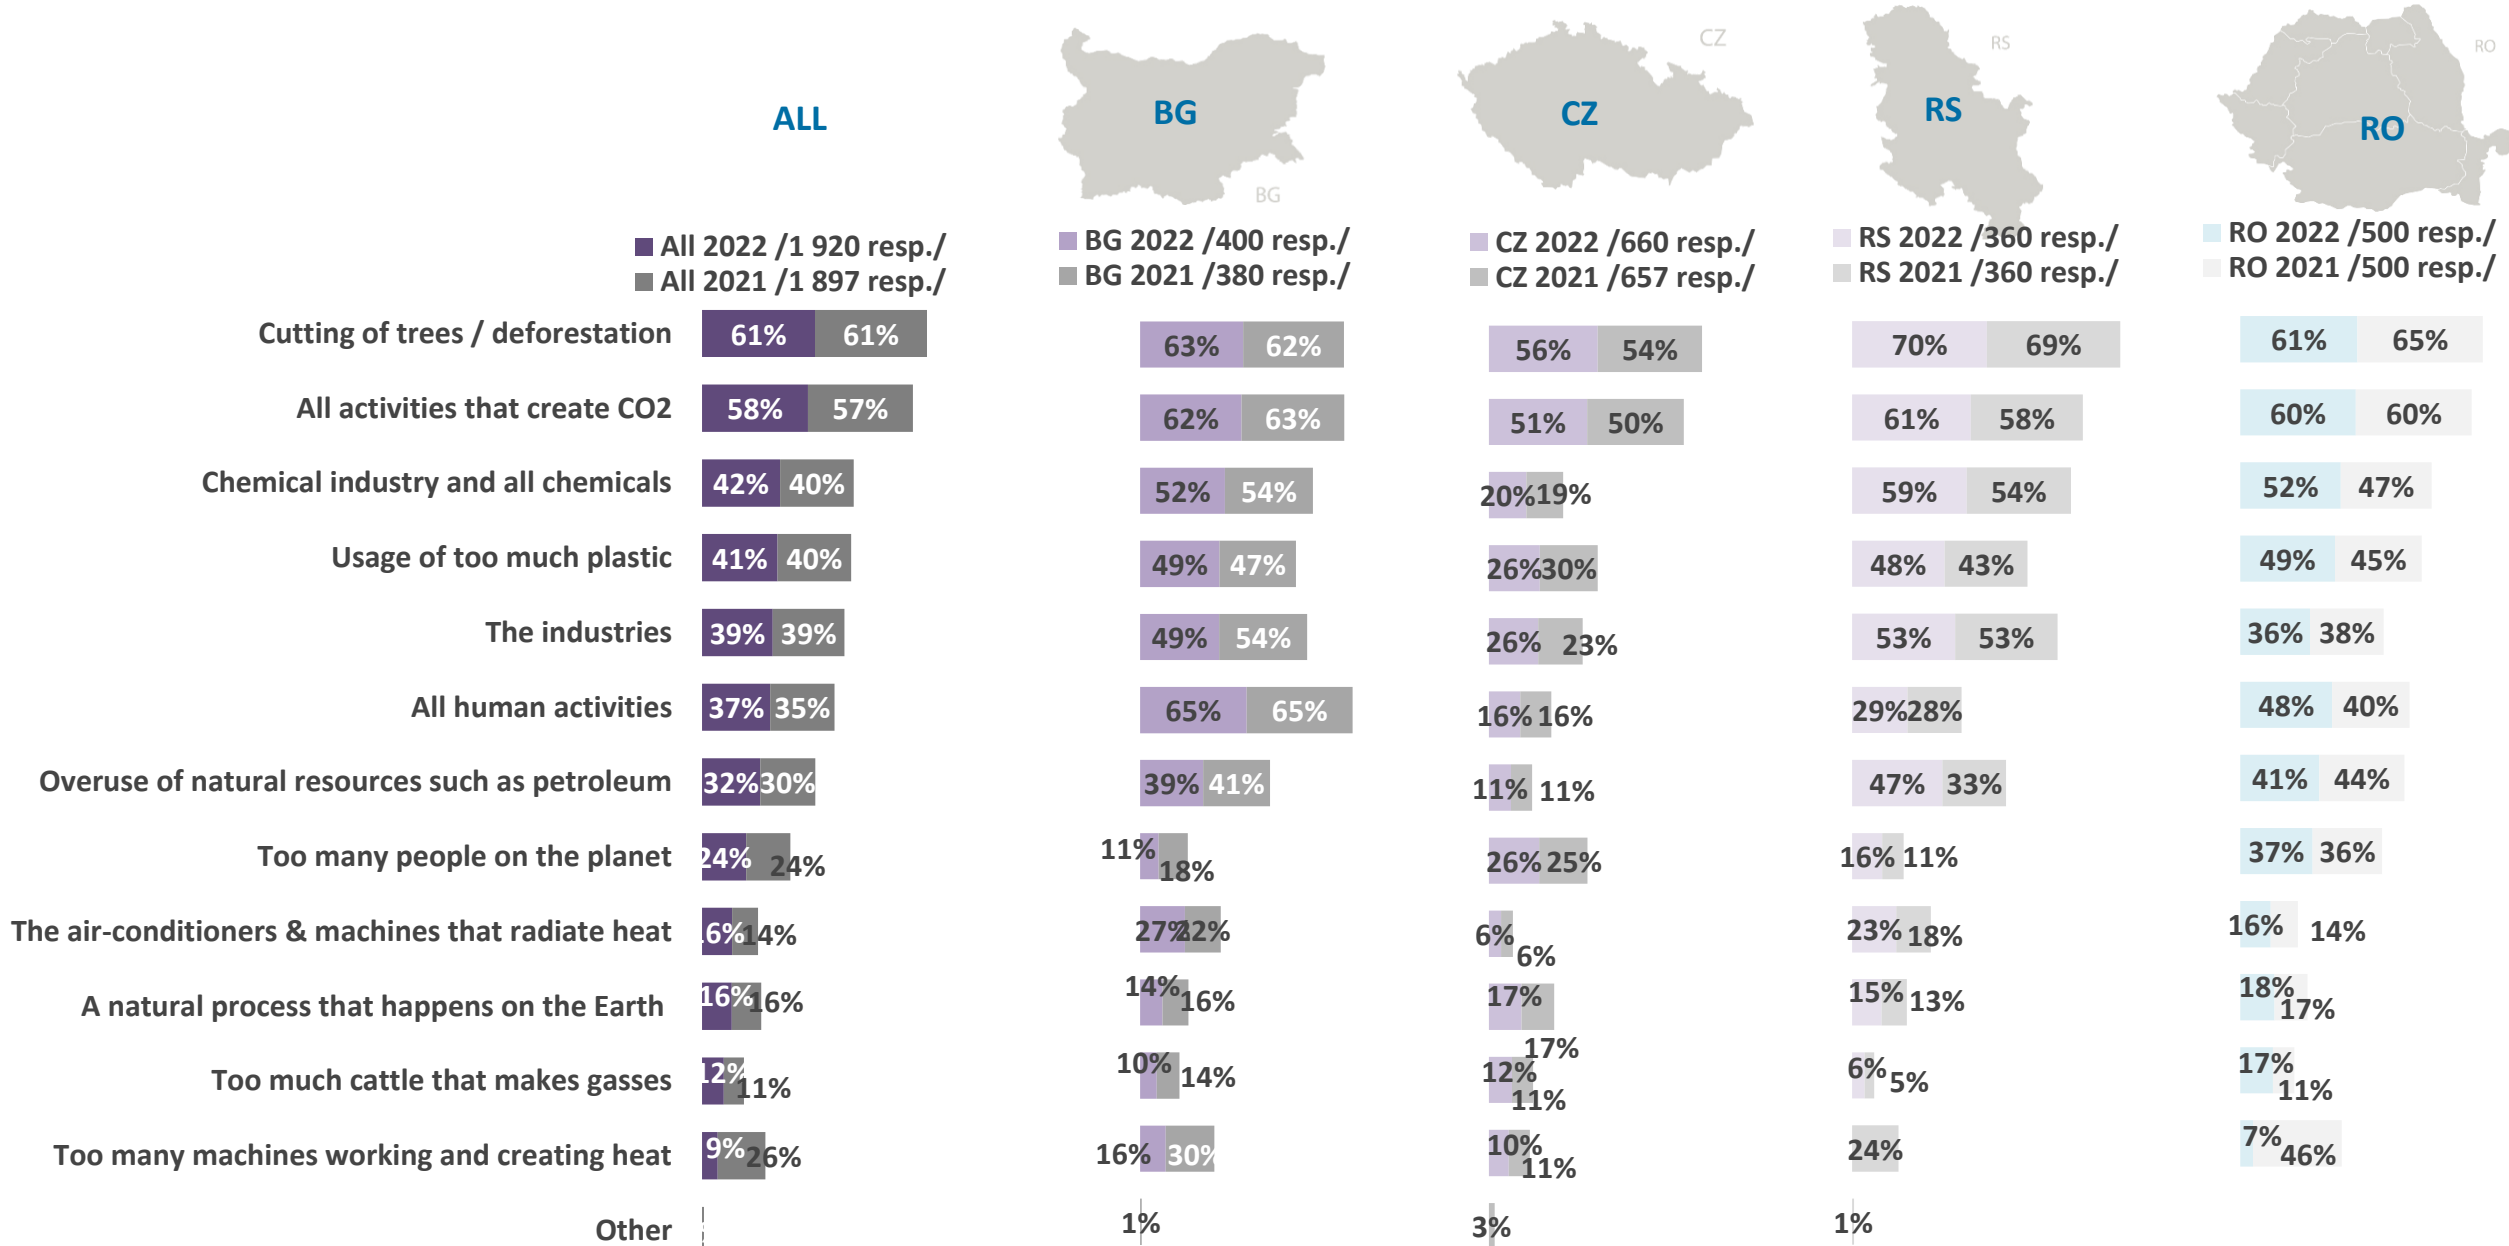 CZ
RS
RO
ALL
BG
CZ
RS
RO
BG
All 2022 /1 920 resp./
All 2021 /1 897 resp./
BG 2022 /400 resp./
BG 2021 /380 resp./
CZ 2022 /660 resp./
CZ 2021 /657 resp./
RS 2022 /360 resp./
RS 2021 /360 resp./
RO 2022 /500 resp./
RO 2021 /500 resp./
Cutting of trees / deforestation 61% 61% 63% 62% 56% 54% 70% 69% 61% 65%
All activities that create CO2 58% 57% 62% 63% 51% 50% 61% 58% 60% 60%
Chemical industry and all chemicals 42% 40% 52% 54% 20% 19% 59% 54% 52% 47%
Usage of too much plastic 41% 40% 49% 47% 26% 30% 48% 43% 49% 45%
The industries 39% 39% 49% 54% 26% 23% 53% 53% 36% 38%
All human activities 37% 35% 65% 65% 16% 16% 29% 28% 48% 40%
Overuse of natural resources such as petroleum 32% 30% 39% 41% 11% 11% 47% 33% 41% 44%
Too many people on the planet 24% 24% 11% 18% 26% 25% 16% 11% 37% 36%
The air-conditioners & machines that radiate heat 16% 14% 27% 22% 6% 6% 23% 18% 16% 14%
A natural process that happens on the Earth 16% 16% 14% 16% 17% 17% 15% 13% 18% 17%
Too much cattle that makes gasses 12% 11% 10% 14% 12% 11% 6% 5% 17% 11%
Too many machines working and creating heat 9% 26% 16% 30% 10% 11% 24% 7% 46%
Other 1% 3% 1%